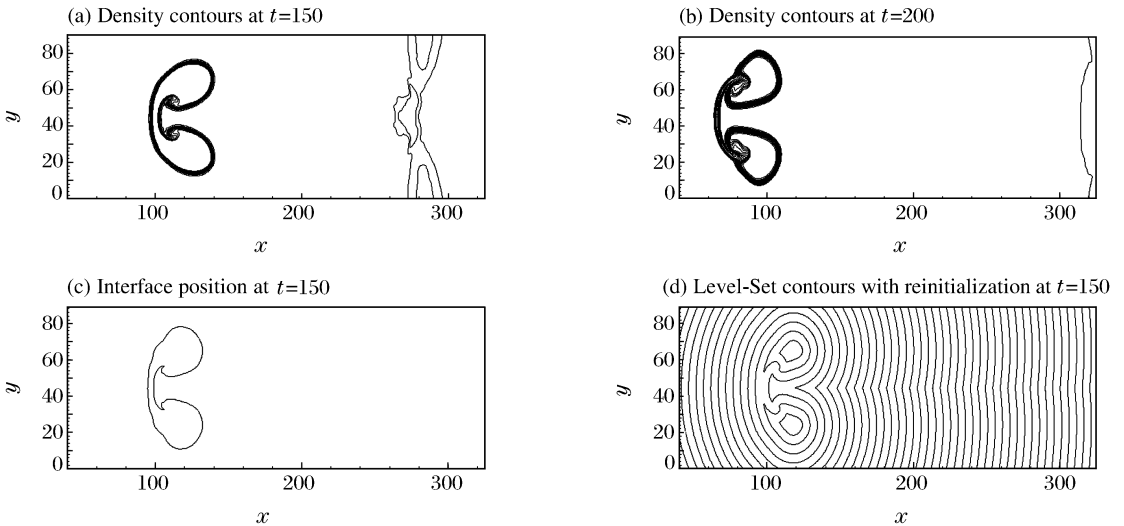 (a) Density contours at t=150
80
60
40
20
0
y
100
200
300
x
(b) Density contours at t=200
80
60
40
20
0
y
100
200
300
x
(c) Interface position at t=150
80
60
40
20
0
y
100
200
300
x
(d) Level-Set contours with reinitialization at t=150
80
60
40
20
0
y
100
200
300
x